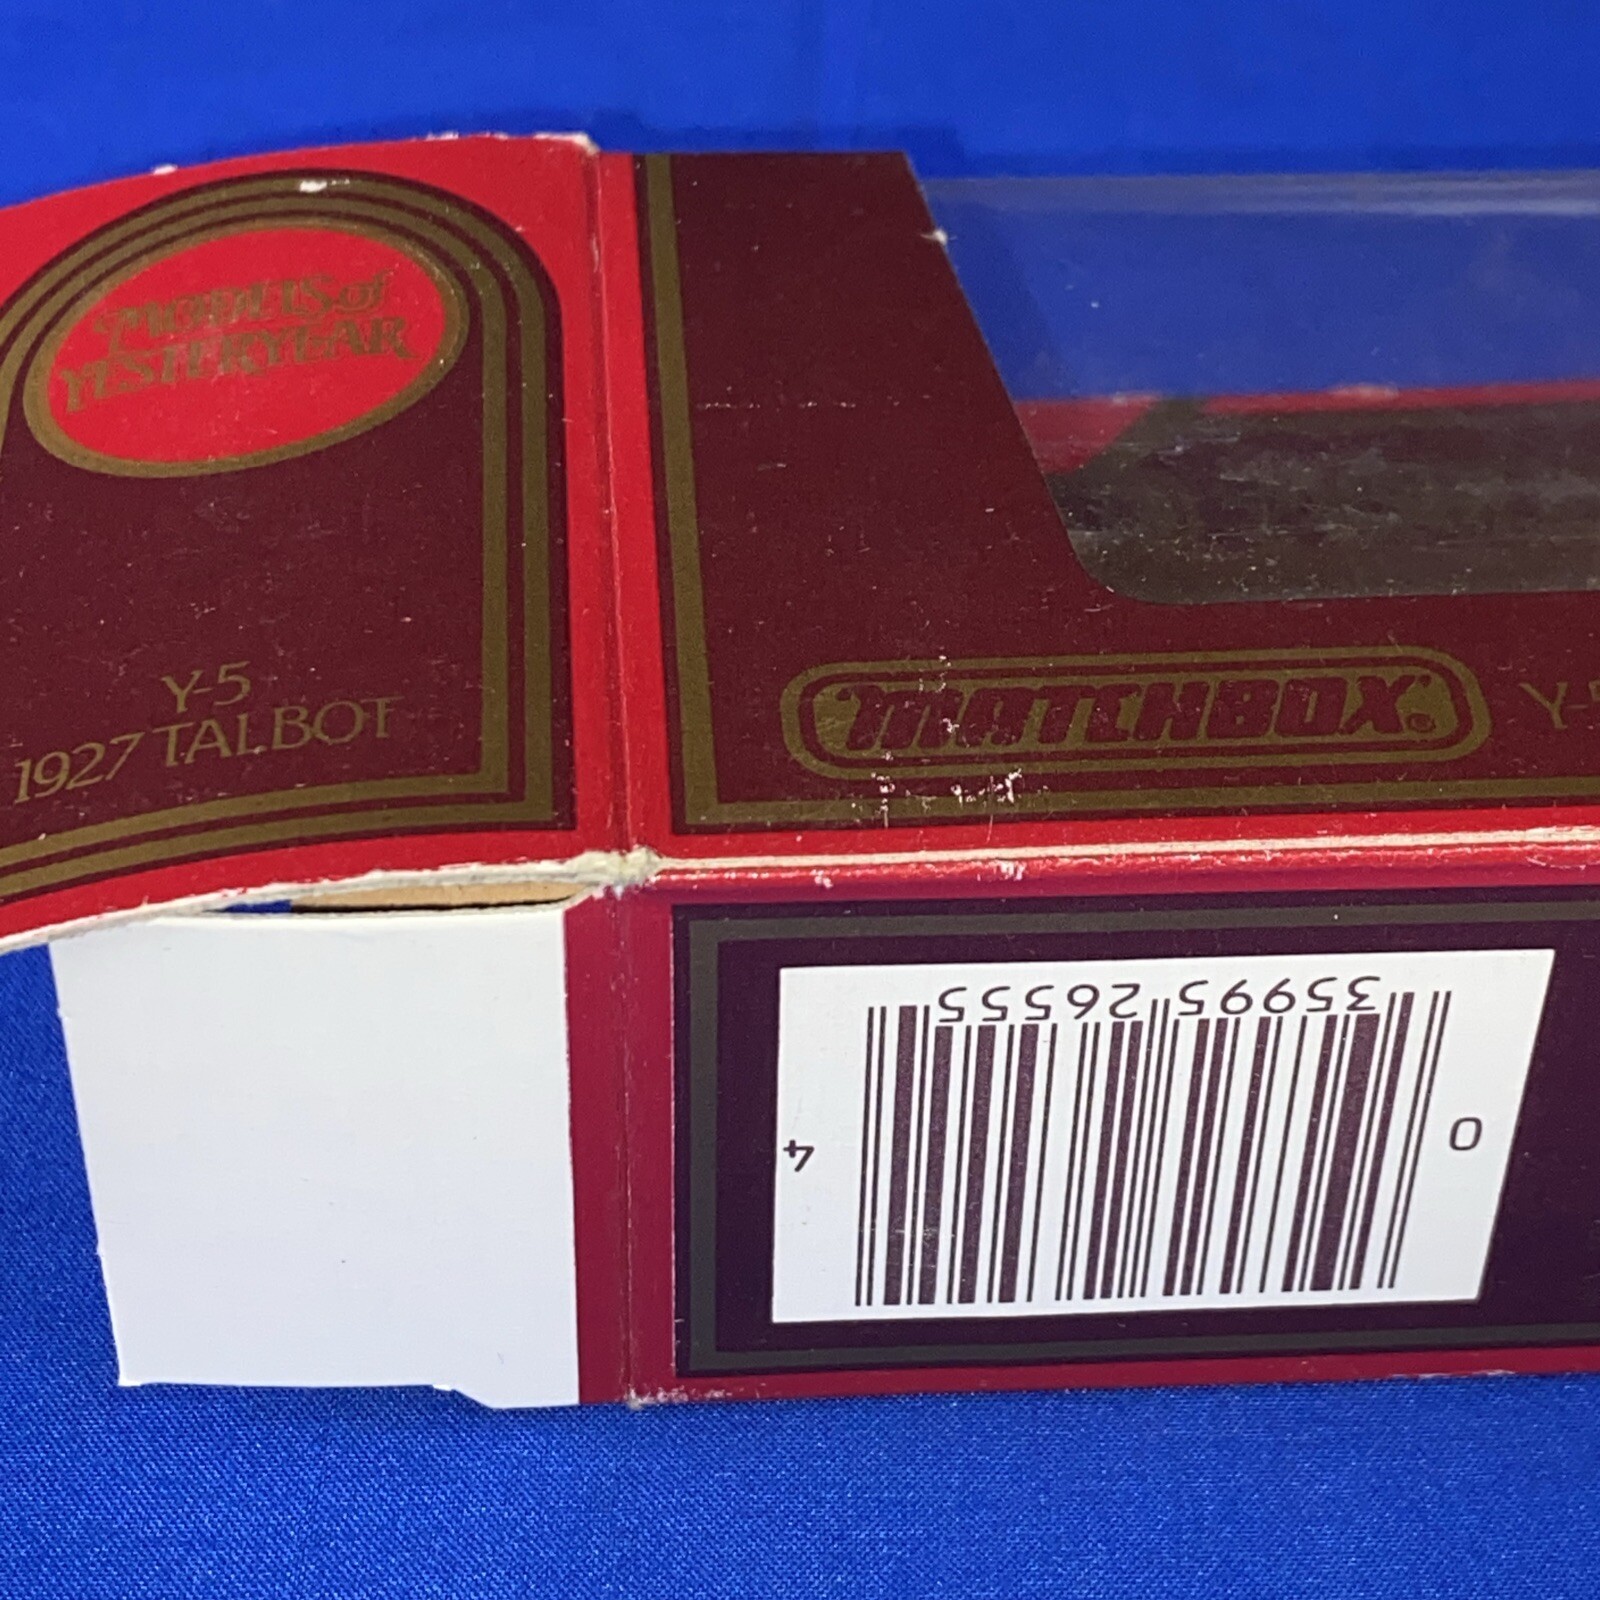 MODELS of
YESTERYEAR
Y-5
1927 TALBOT
"MATCHBOX"®
0 35995 26555 4